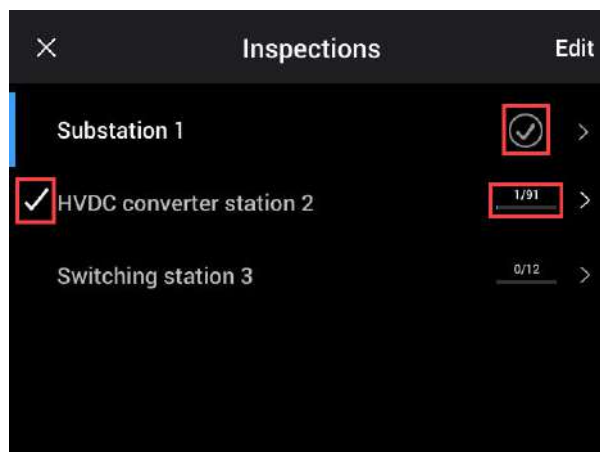 Inspections Edit
Substation 1
HVDC converter station 2 1/91
Switching station 3 0/12